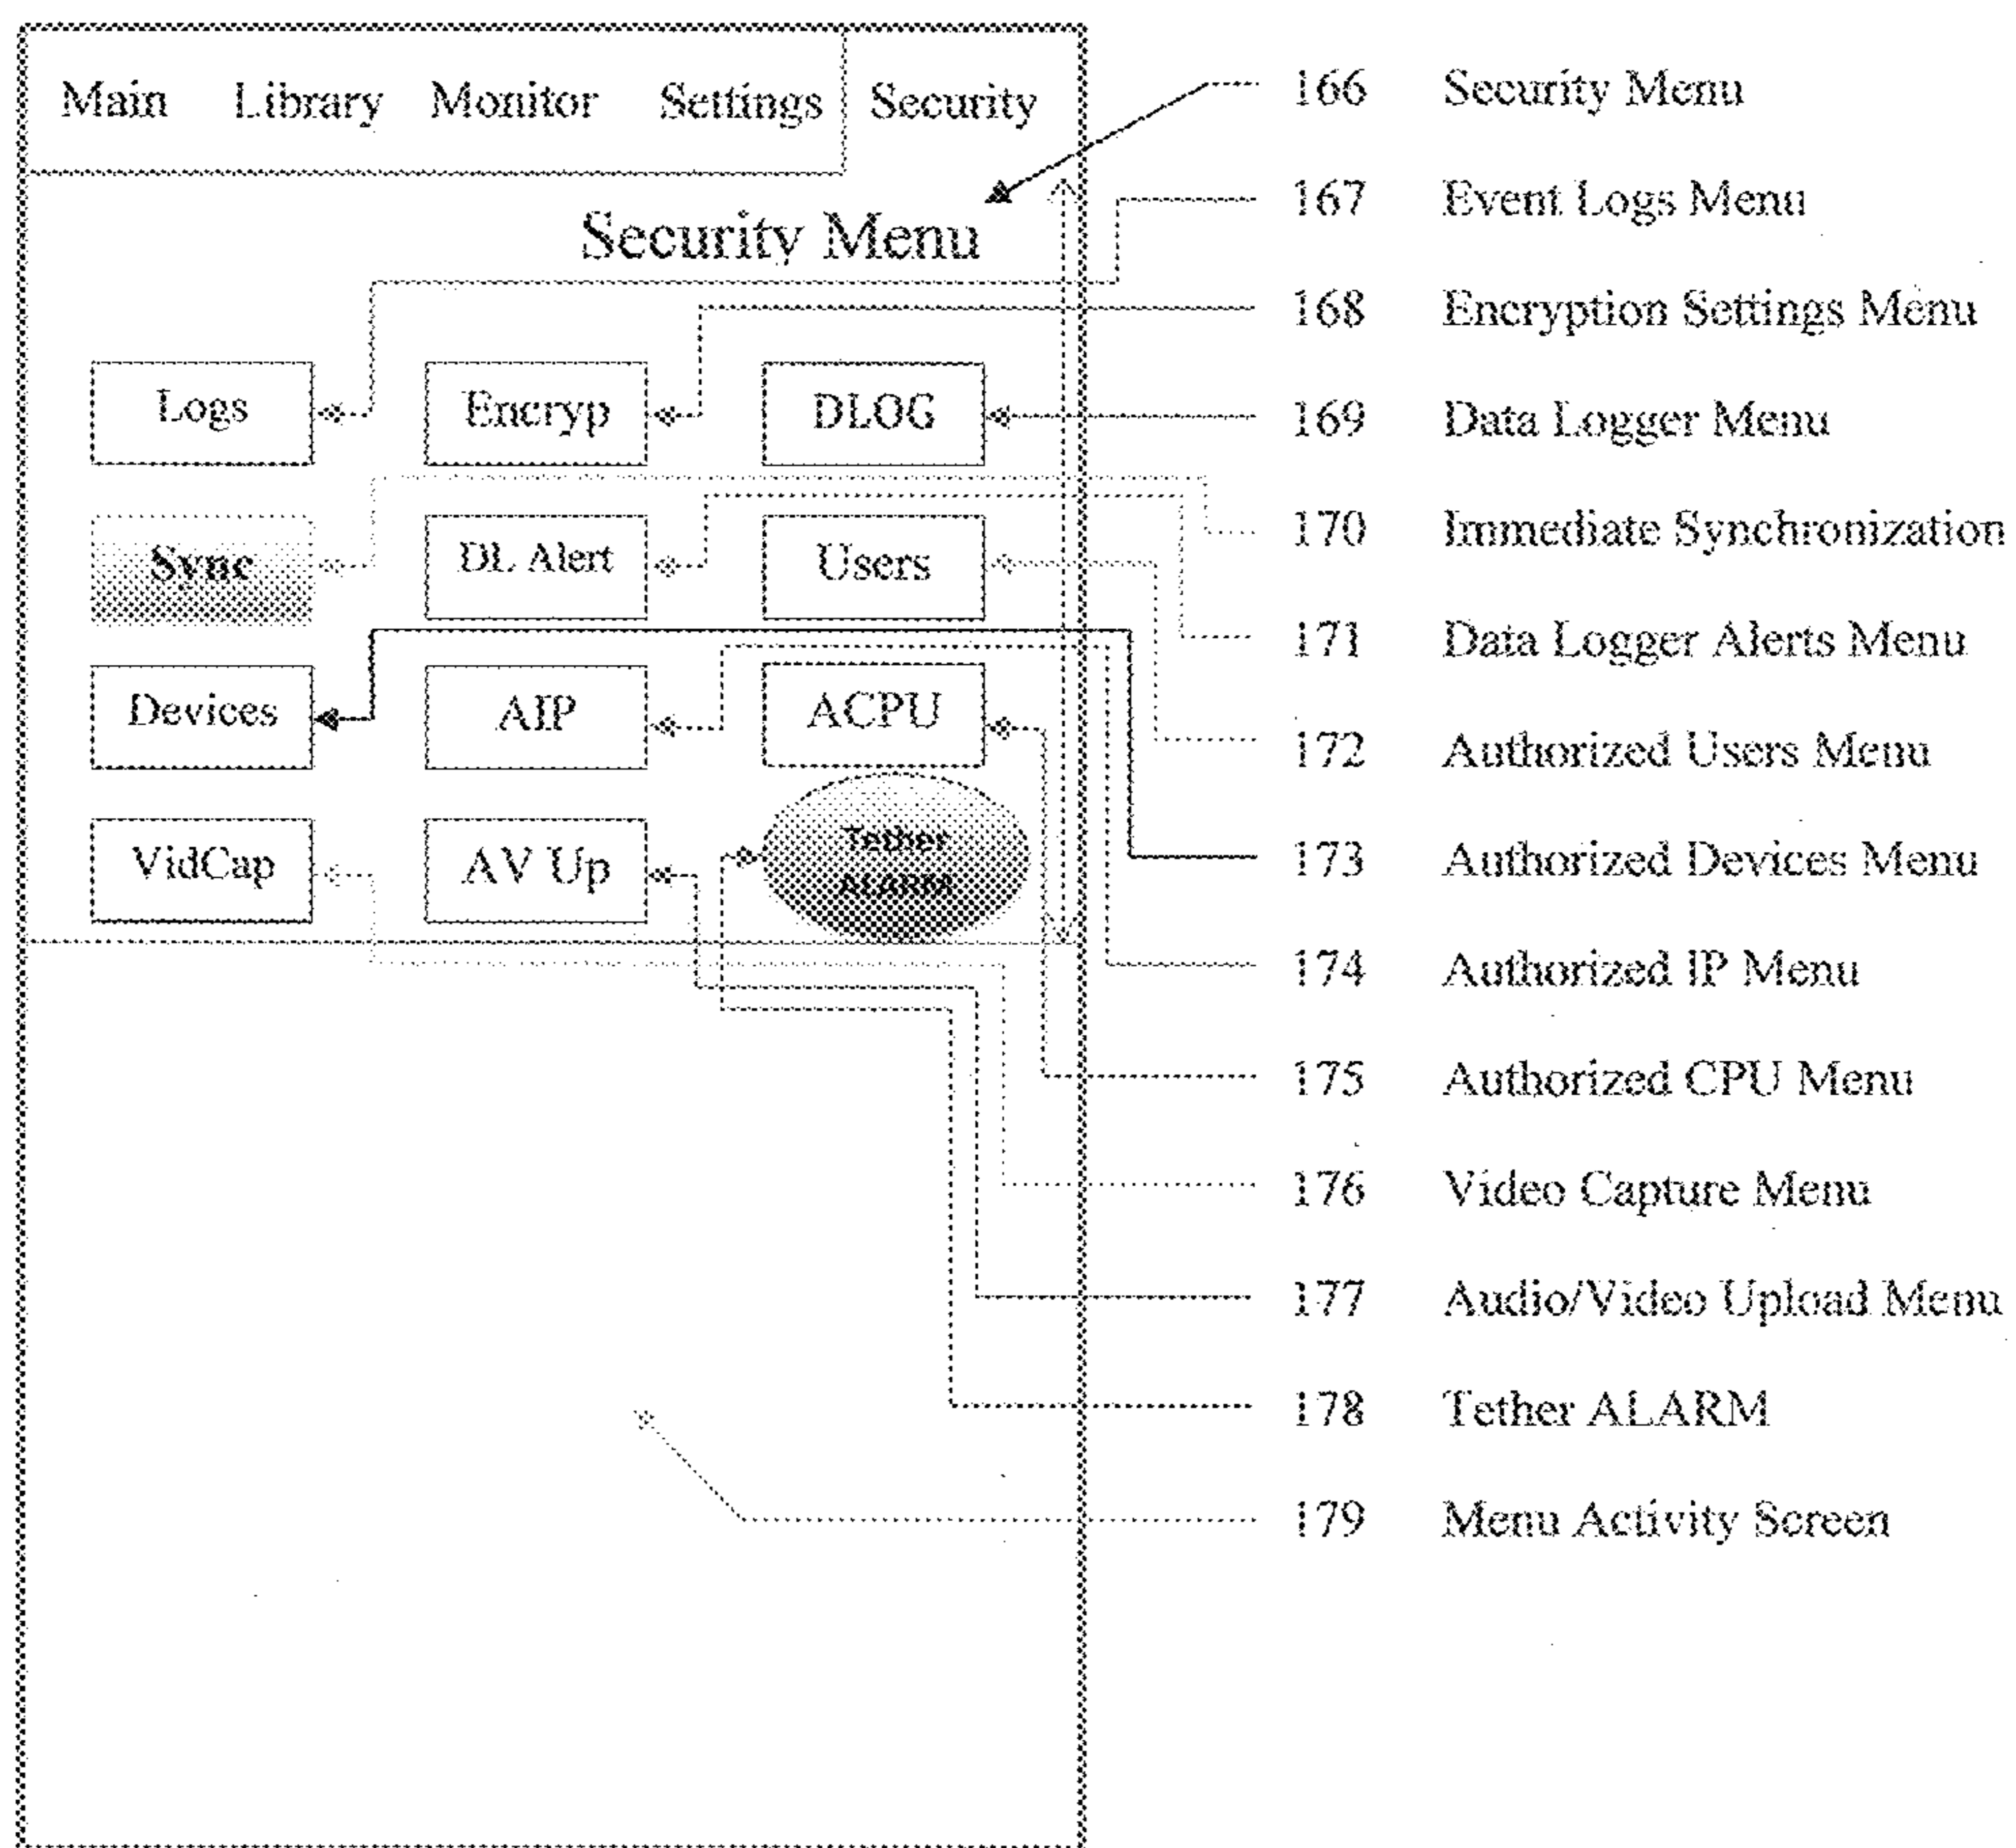 Main Library Monitor Settings Security
Security Menu
Logs Encryp DLOG
Sync DL Alert Users
Devices AIP ACPU
VidCap AV Up Tether
ALARM
166 Security Menu
167 Event Logs Menu
168 Encryption Settings Menu
169 Data Logger Menu
170 Immediate Synchronization
171 Data Logger Alerts Menu
172 Authorized Users Menu
173 Authorized Devices Menu
174 Authorized IP Menu
175 Authorized CPU Menu
176 Video Capture Menu
177 Audio/Video Upload Menu
178 Tether ALARM
179 Menu Activity Screen